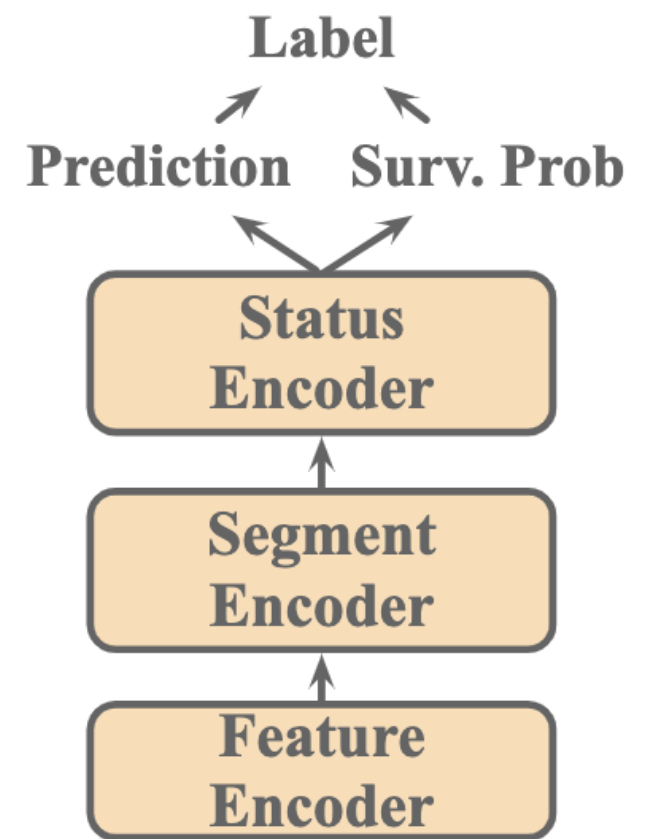 Label
Prediction Surv. Prob
Status
Encoder
Segment
Encoder
Feature
Encoder